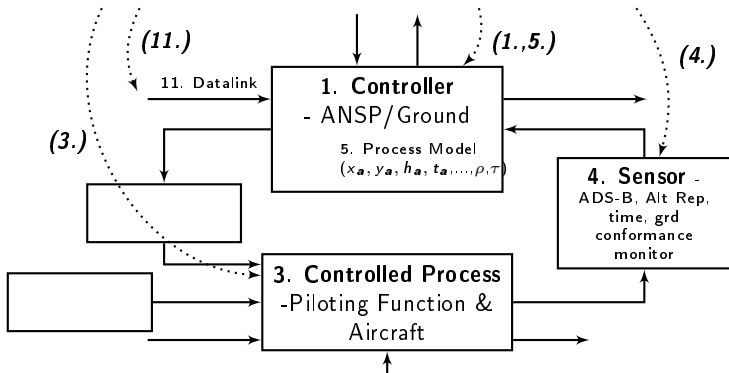 (11.)
(1.,5.)
(4.)
11. Datalink
1. Controller
- ANSP/Ground
5. Process Model
(xₐ, yₐ, hₐ, tₐ,...,ρ,τ)
(3.)
4. Sensor -
ADS-B, Alt Rep,
time, grd
conformance
monitor
3. Controlled Process
-Piloting Function &
Aircraft